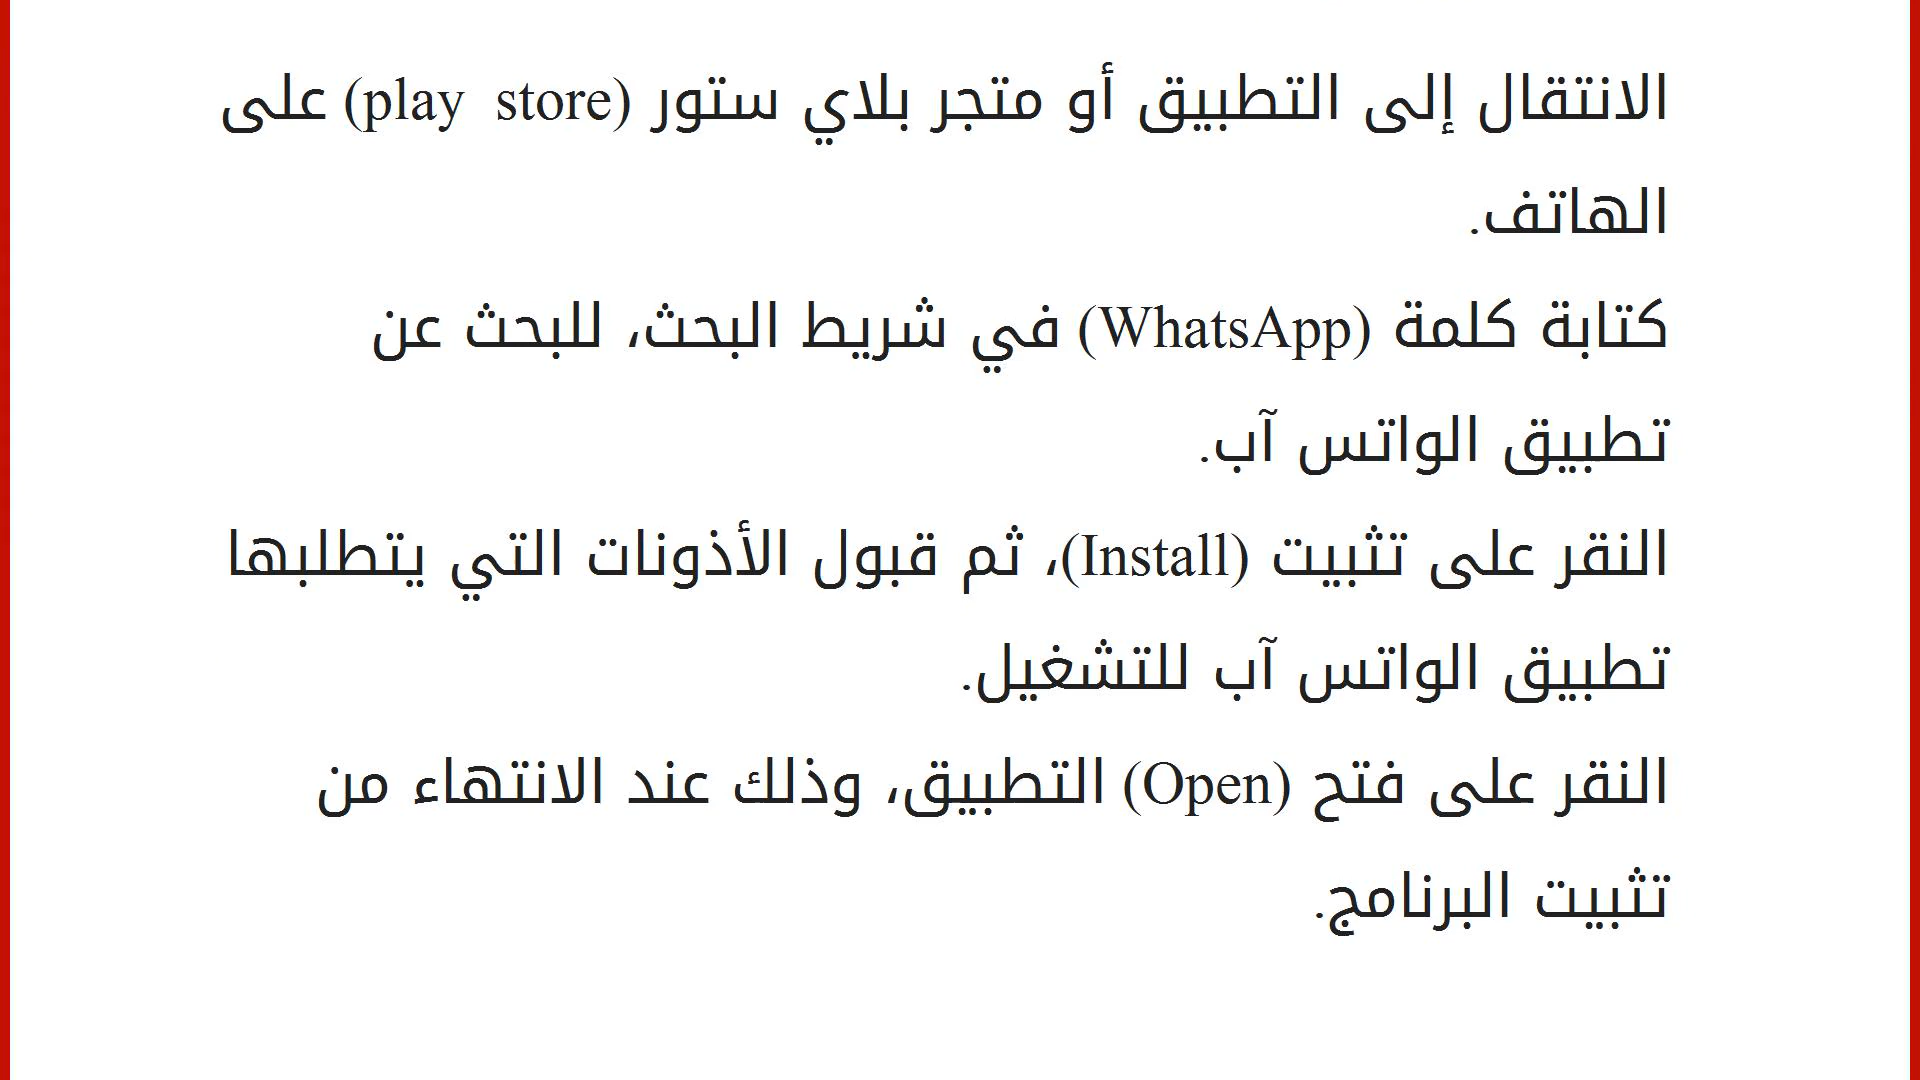 الانتقال إلى التطبيق أو متجر بلاي ستور (play store) على
الهاتف.
كتابة كلمة (WhatsApp) في شريط البحث، للبحث عن
تطبيق الواتس آب.
النقر على تثبيت (Install)، ثم قبول الأذونات التي يتطلبها
تطبيق الواتس آب للتشغيل.
النقر على فتح (Open) التطبيق، وذلك عند الانتهاء من
تثبيت البرنامج.